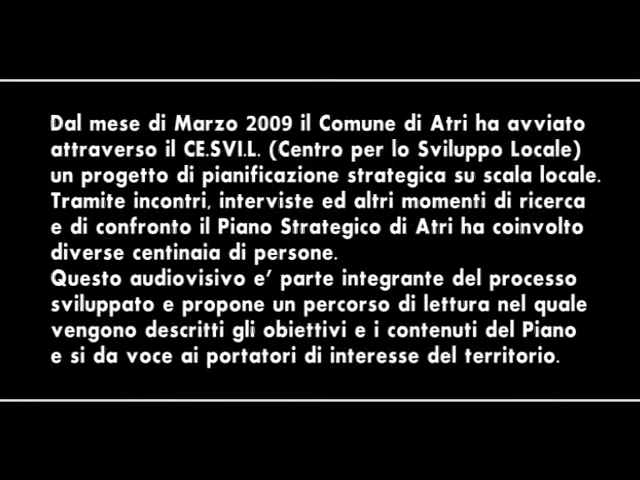 Dal mese di Marzo 2009 il Comune di Atri ha avviato
attraverso il CE.SVI.L. (Centro per lo Sviluppo Locale)
un progetto di pianificazione strategica su scala locale.
Tramite incontri, interviste ed altri momenti di ricerca
e di confronto il Piano Strategico di Atri ha coinvolto
diverse centinaia di persone.
Questo audiovisivo e' parte integrante del processo
sviluppato e propone un percorso di lettura nel quale
vengono descritti gli obiettivi e i contenuti del Piano
e si da voce ai portatori di interesse del territorio.